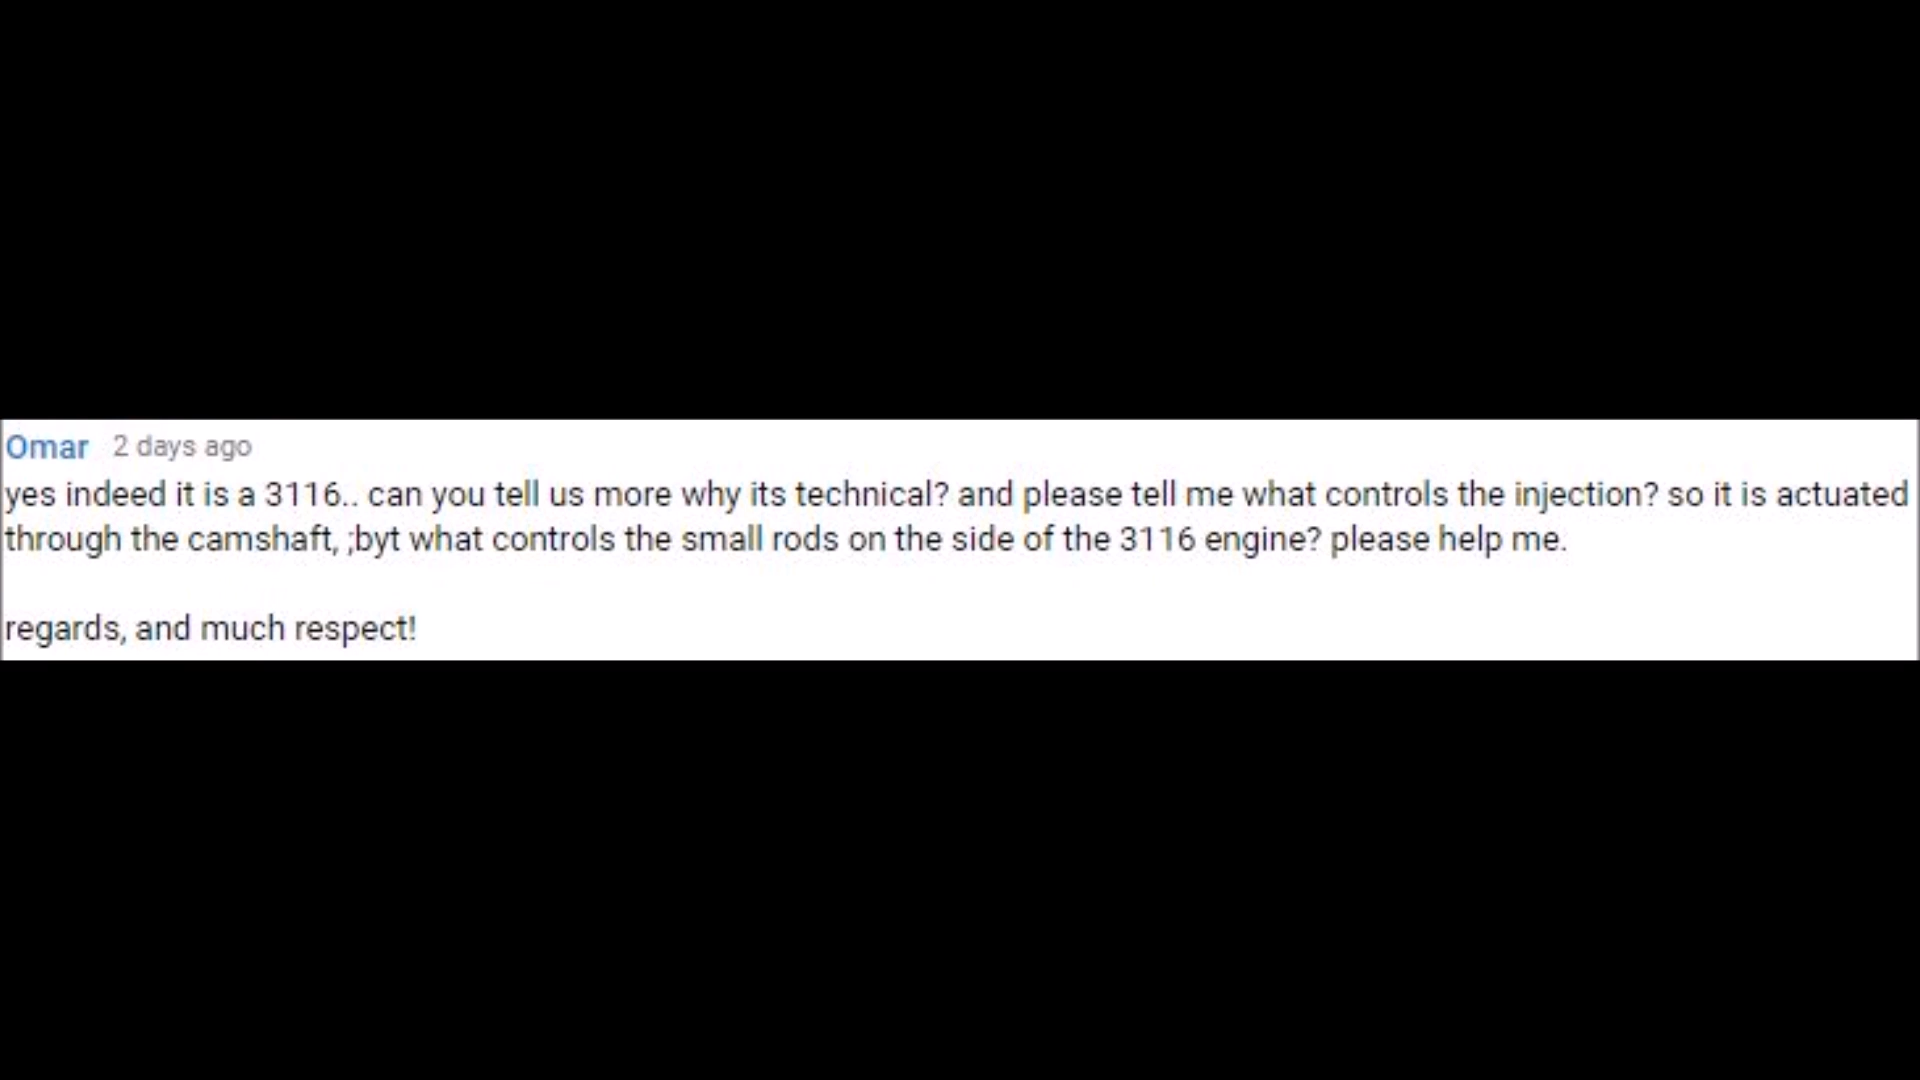 Omar 2 days ago
yes indeed it is a 3116.. can you tell us more why its technical? and please tell me what controls the injection? so it is actuated
through the camshaft, ;byt what controls the small rods on the side of the 3116 engine? please help me.
regards, and much respect!